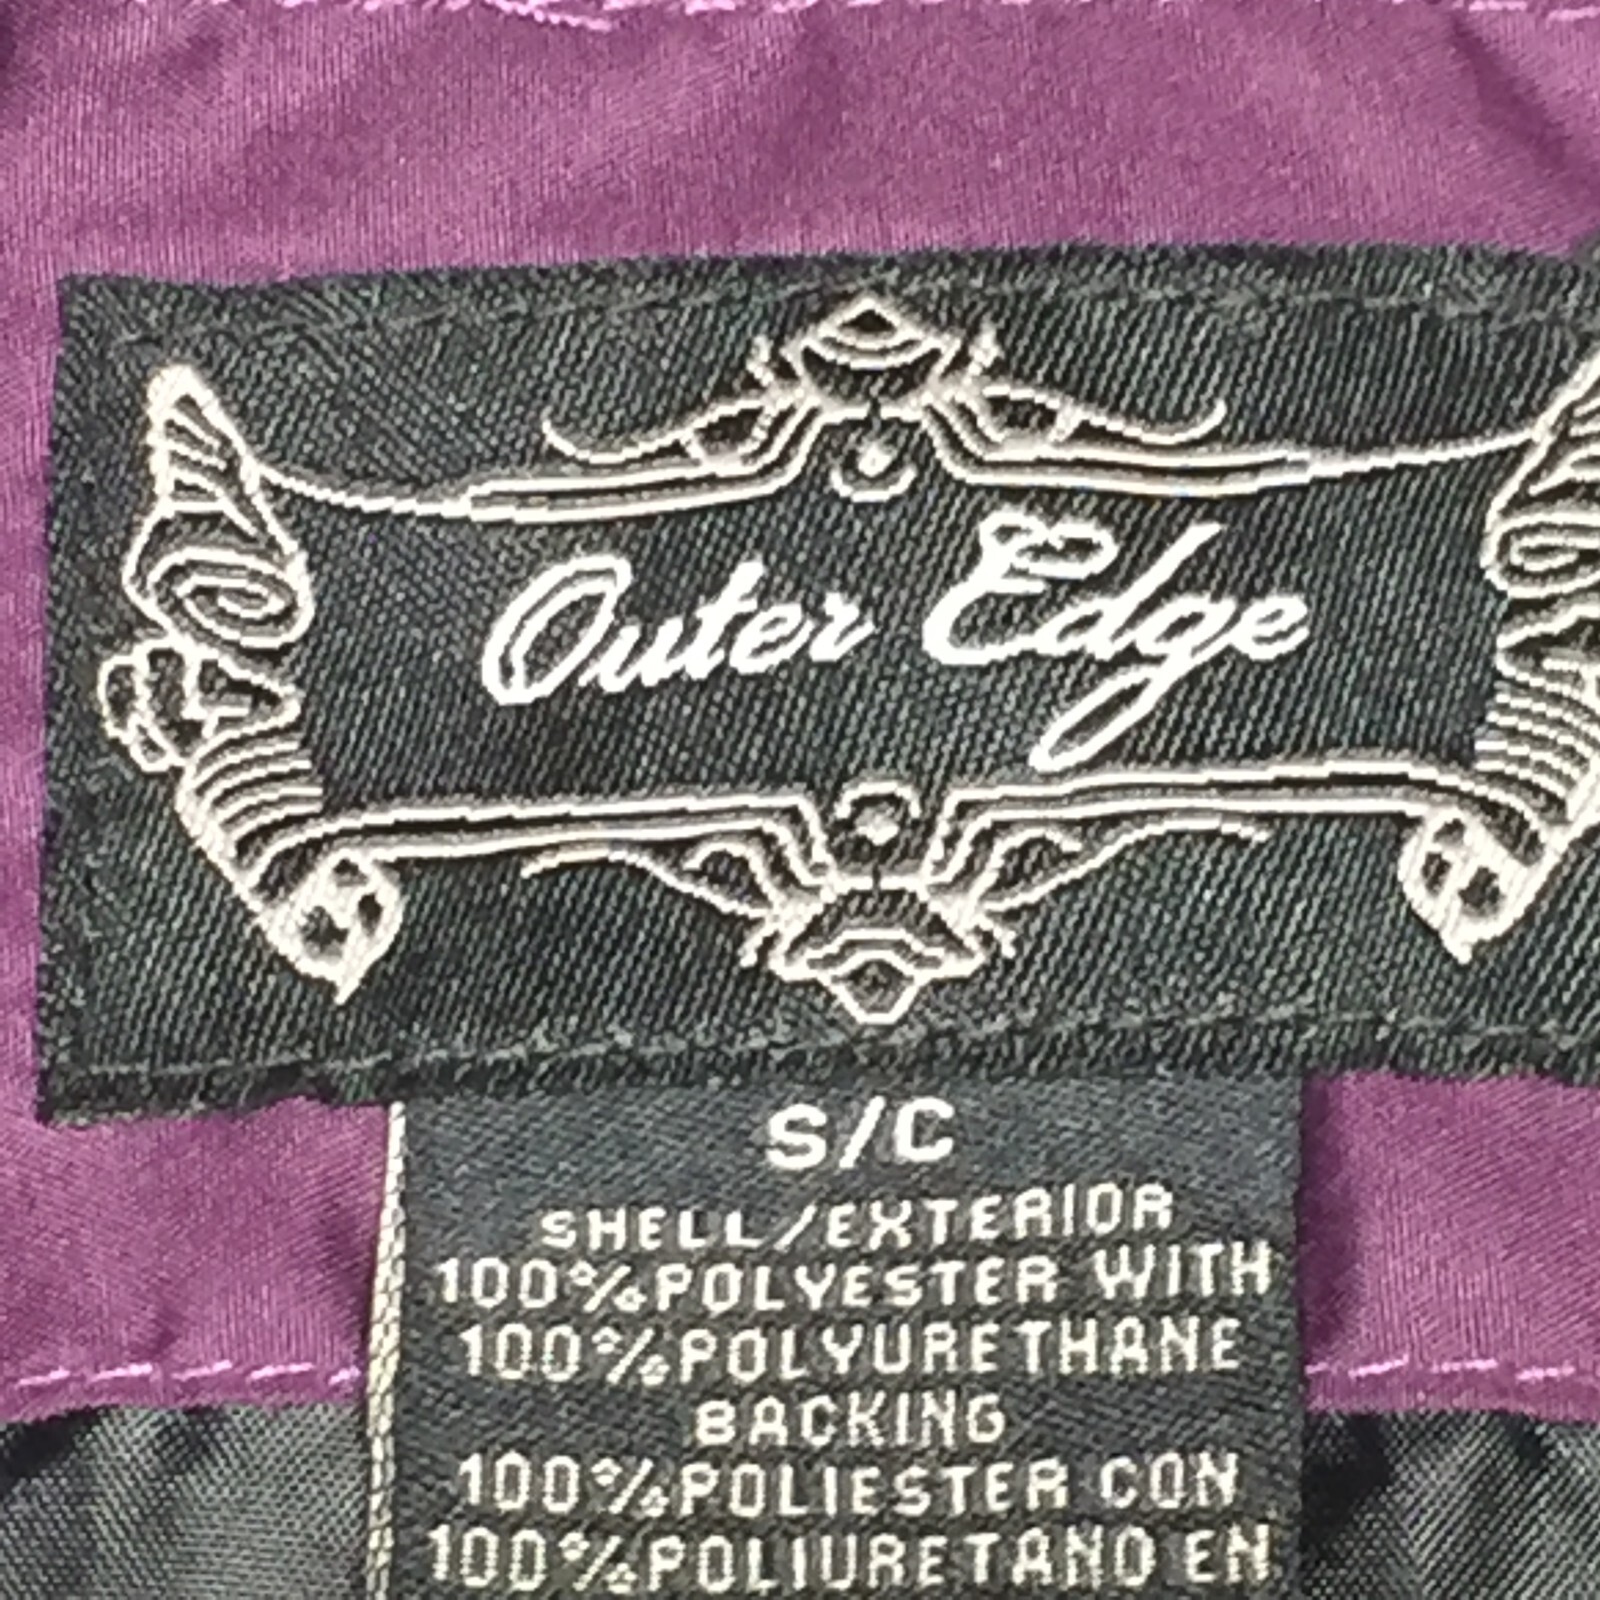 Outer Edge
S/C
SHELL/EXTERIOR
100%POLYESTER WITH
100%POLYURETHANE
BACKING
100%POLIESTER CON
100%POLIURETANO EN